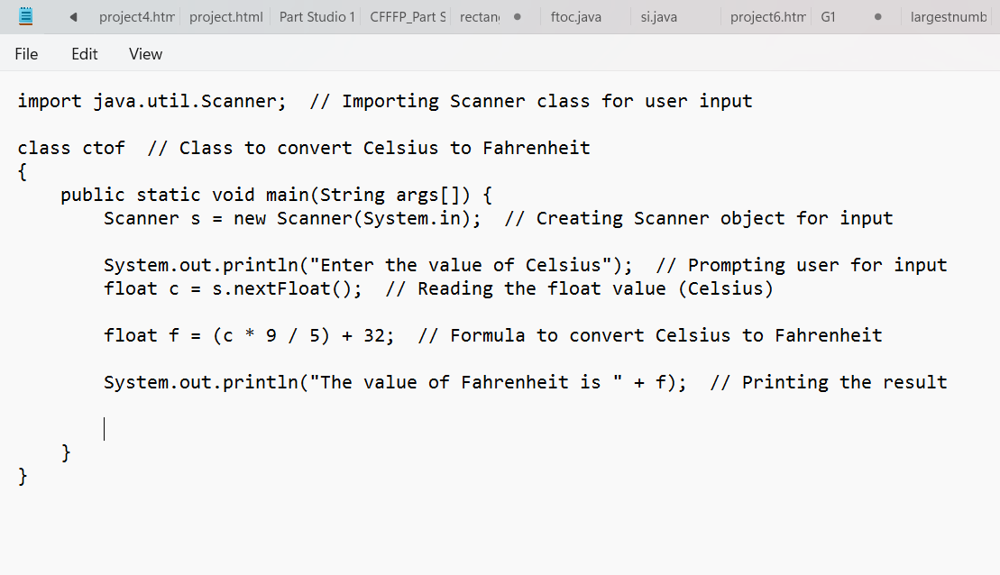 project4.htm project.html Part Studio 1 CFFFP_Part S rectang ftoc.java si.java project6.htm G1 largestnumb
File Edit View
import java.util.Scanner;  // Importing Scanner class for user input
class ctof  // Class to convert Celsius to Fahrenheit
{
    public static void main(String args[]) {
        Scanner s = new Scanner(System.in);  // Creating Scanner object for input
        System.out.println("Enter the value of Celsius");  // Prompting user for input
        float c = s.nextFloat();  // Reading the float value (Celsius)
        float f = (c * 9 / 5) + 32;  // Formula to convert Celsius to Fahrenheit
        System.out.println("The value of Fahrenheit is " + f);  // Printing the result
    }
}